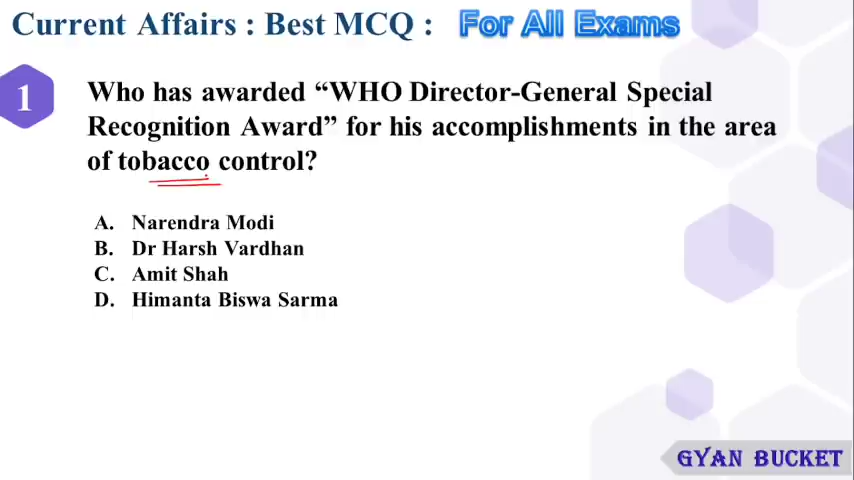 Current Affairs : Best MCQ : For All Exams
1
Who has awarded “WHO Director-General Special
Recognition Award” for his accomplishments in the area
of tobacco control?
A. Narendra Modi
B. Dr Harsh Vardhan
C. Amit Shah
D. Himanta Biswa Sarma
GYAN BUCKET